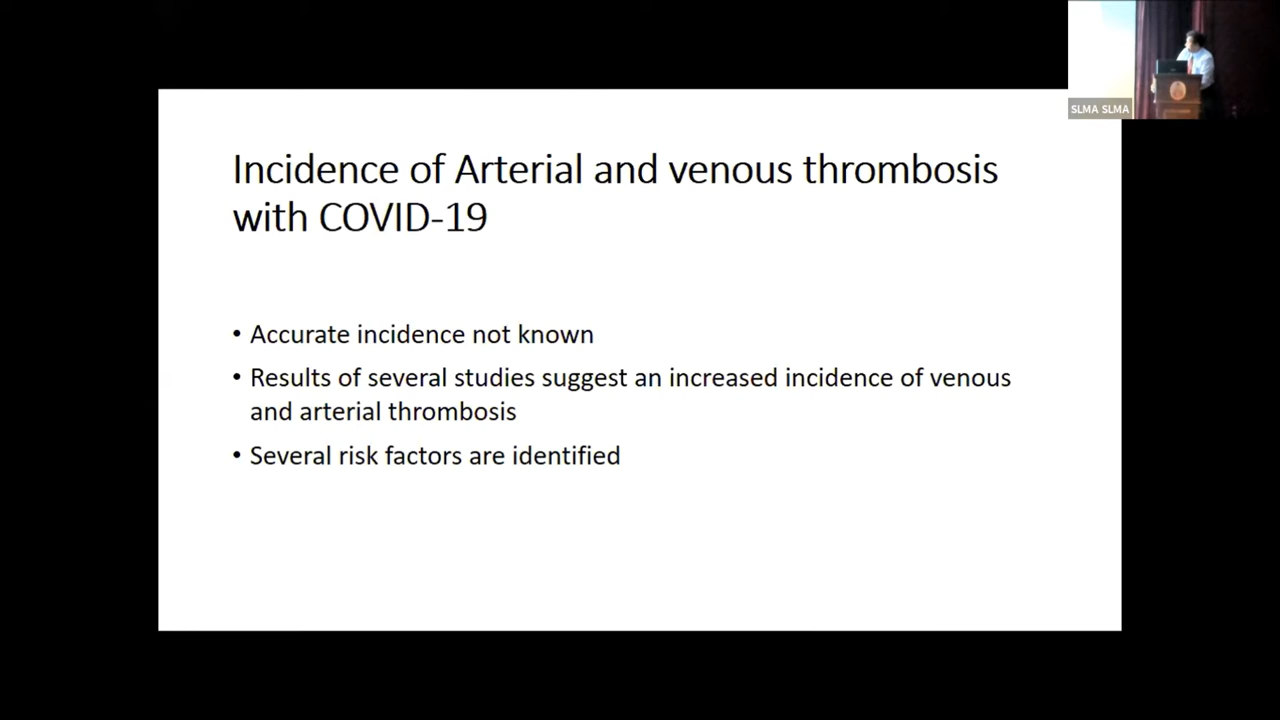 SLMA SLMA
Incidence of Arterial and venous thrombosis
with COVID-19
• Accurate incidence not known
• Results of several studies suggest an increased incidence of venous
and arterial thrombosis
• Several risk factors are identified